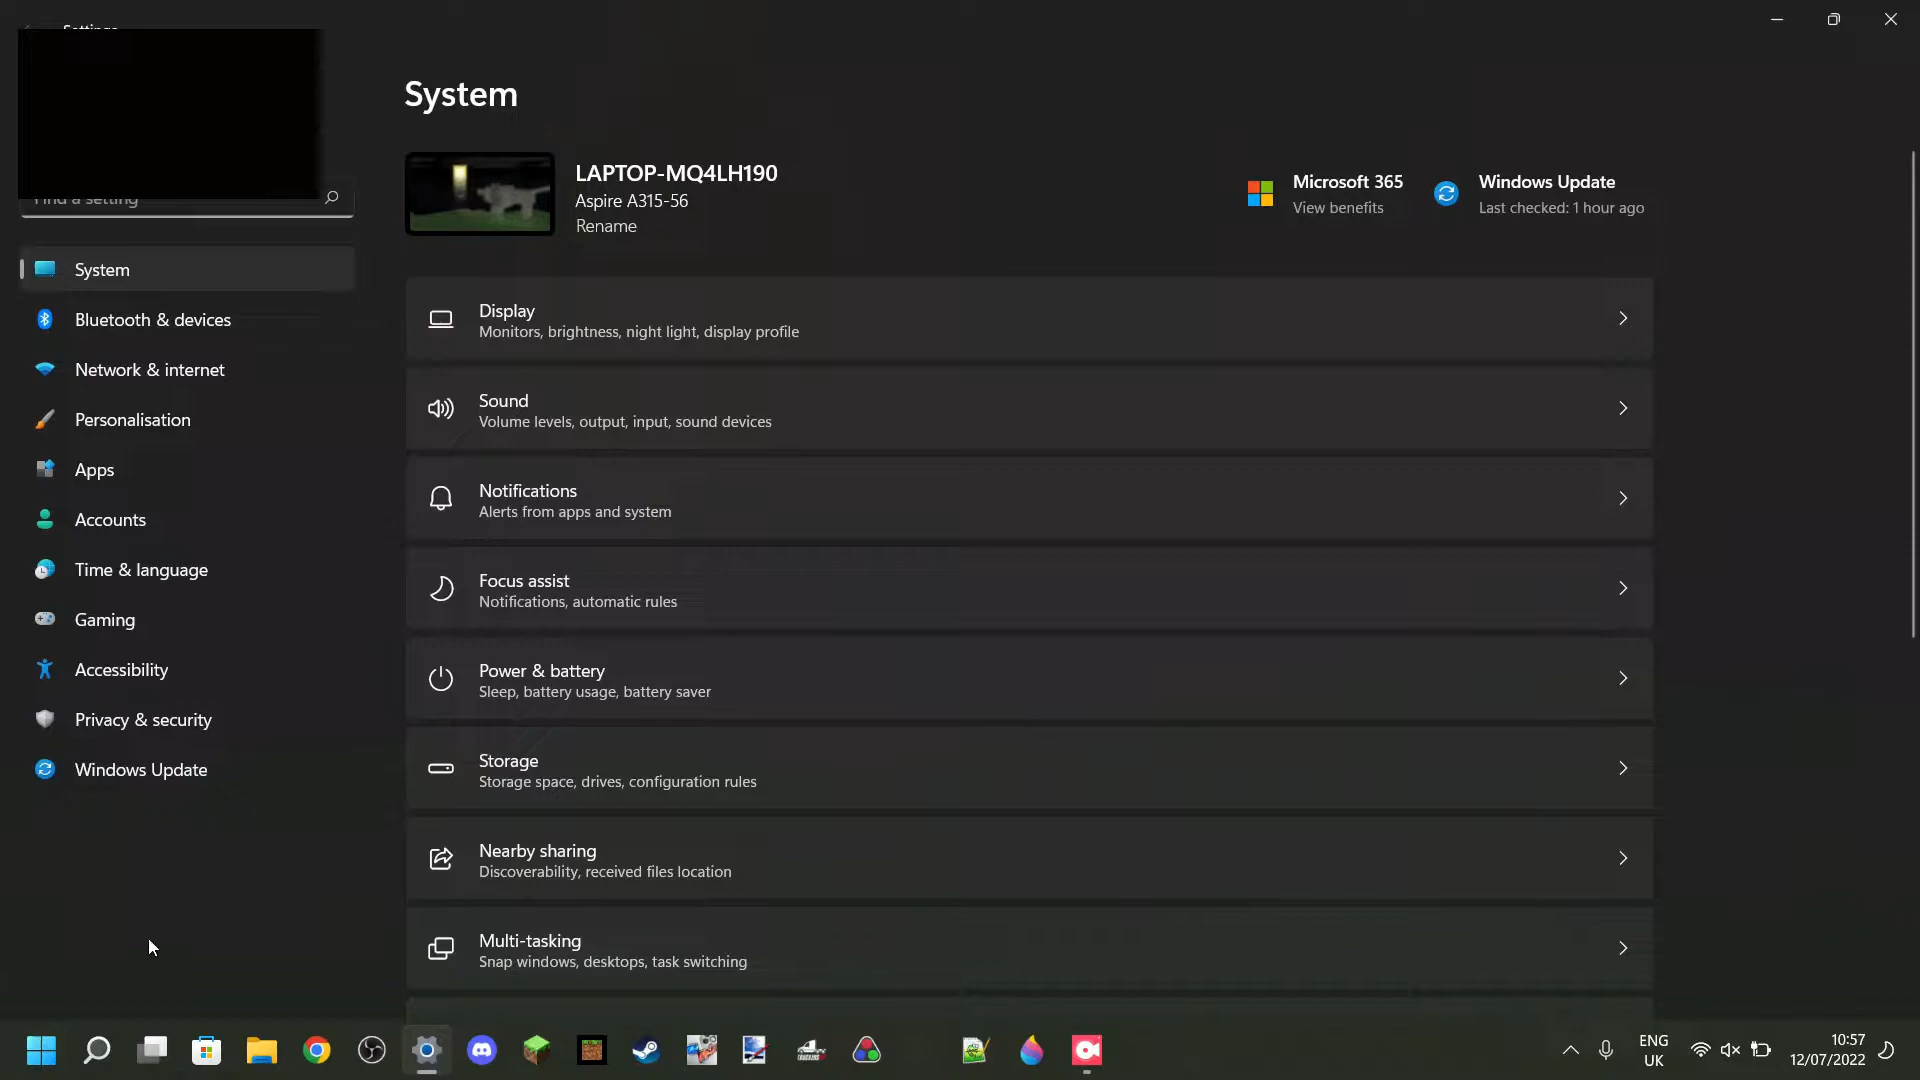 System
LAPTOP-MQ4LH190
Aspire A315-56
Rename
Microsoft 365
View benefits
Windows Update
Last checked: 1 hour ago
System
Bluetooth & devices
Network & internet
Personalisation
Apps
Accounts
Time & language
Gaming
Accessibility
Privacy & security
Windows Update
Display
Monitors, brightness, night light, display profile
Sound
Volume levels, output, input, sound devices
Notifications
Alerts from apps and system
Focus assist
Notifications, automatic rules
Power & battery
Sleep, battery usage, battery saver
Storage
Storage space, drives, configuration rules
Nearby sharing
Discoverability, received files location
Multi-tasking
Snap windows, desktops, task switching
ENG
UK
10:57
12/07/2022